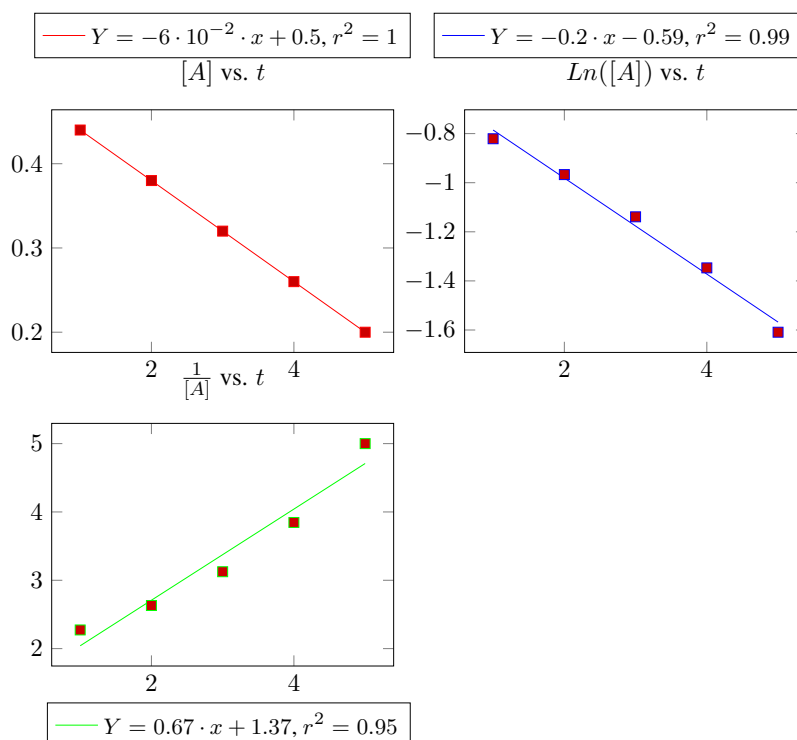 Y = −6 · 10^−2 · x + 0.5, r^2 = 1
[A] vs. t
0.4
0.3
0.2
2 4
Y = −0.2 · x − 0.59, r^2 = 0.99
Ln([A]) vs. t
−0.8
−1
−1.2
−1.4
−1.6
2 4
1/[A] vs. t
5
4
3
2
2 4
Y = 0.67 · x + 1.37, r^2 = 0.95